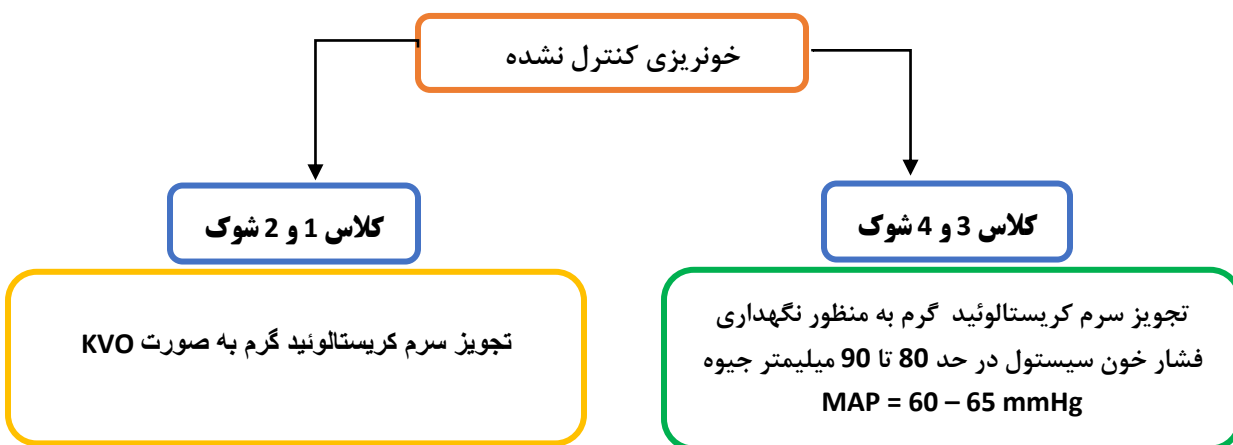 خونریزی کنترل نشده
کلاس 3 و 4 شوک
تجویز سرم کریستالوئید گرم به منظور نگهداری
فشار خون سیستول در حد 80 تا 90 میلیمتر جیوه
MAP = 60 – 65 mmHg
کلاس 1 و 2 شوک
تجویز سرم کریستالوئید گرم به صورت KVO